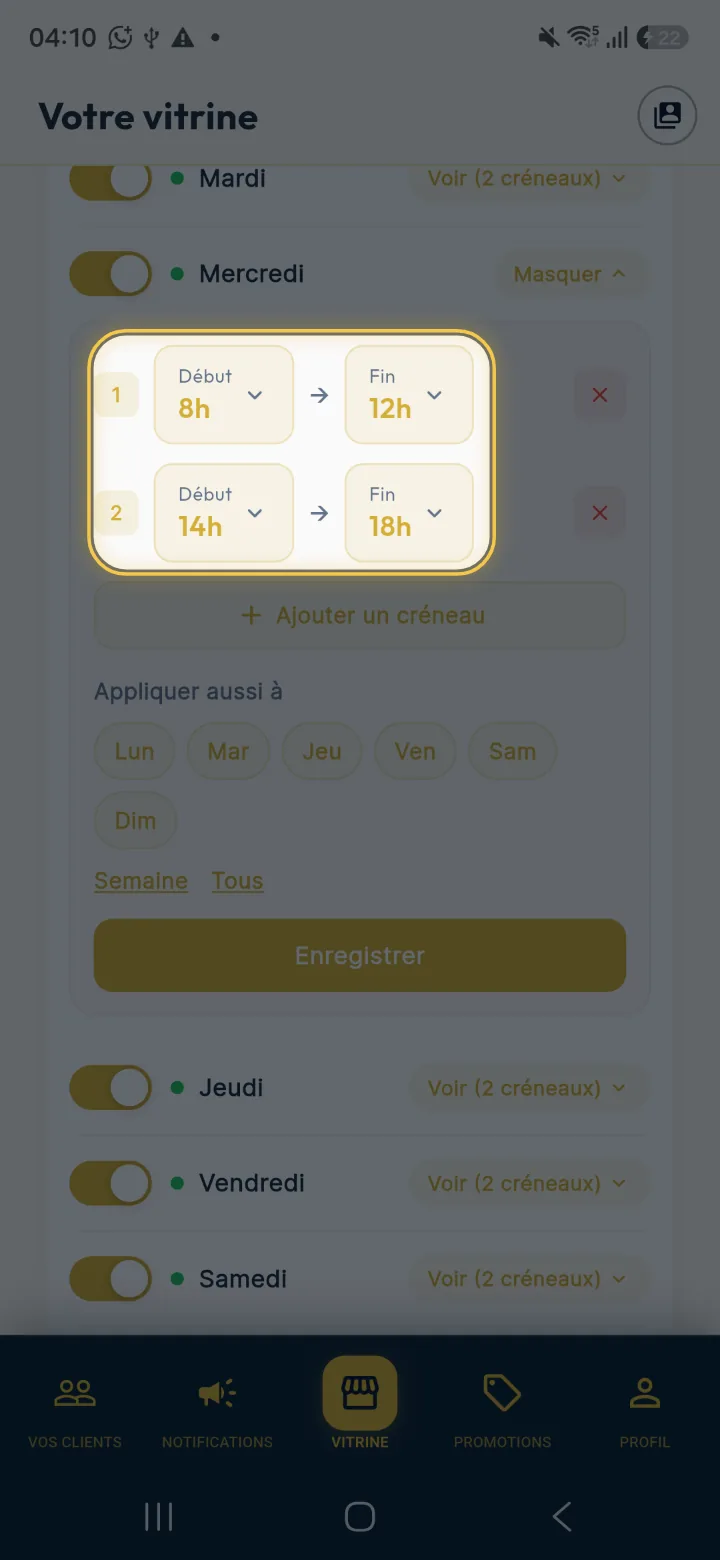 04:10
5
22
Votre vitrine
Mardi Voir (2 créneaux)
Mercredi Masquer
1 Début 8h → Fin 12h
2 Début 14h → Fin 18h
+ Ajouter un créneau
Appliquer aussi à
Lun Mar Jeu Ven Sam
Dim
Semaine Tous
Enregistrer
Jeudi Voir (2 créneaux)
Vendredi Voir (2 créneaux)
Samedi Voir (2 créneaux)
VOS CLIENTS NOTIFICATIONS VITRINE PROMOTIONS PROFIL